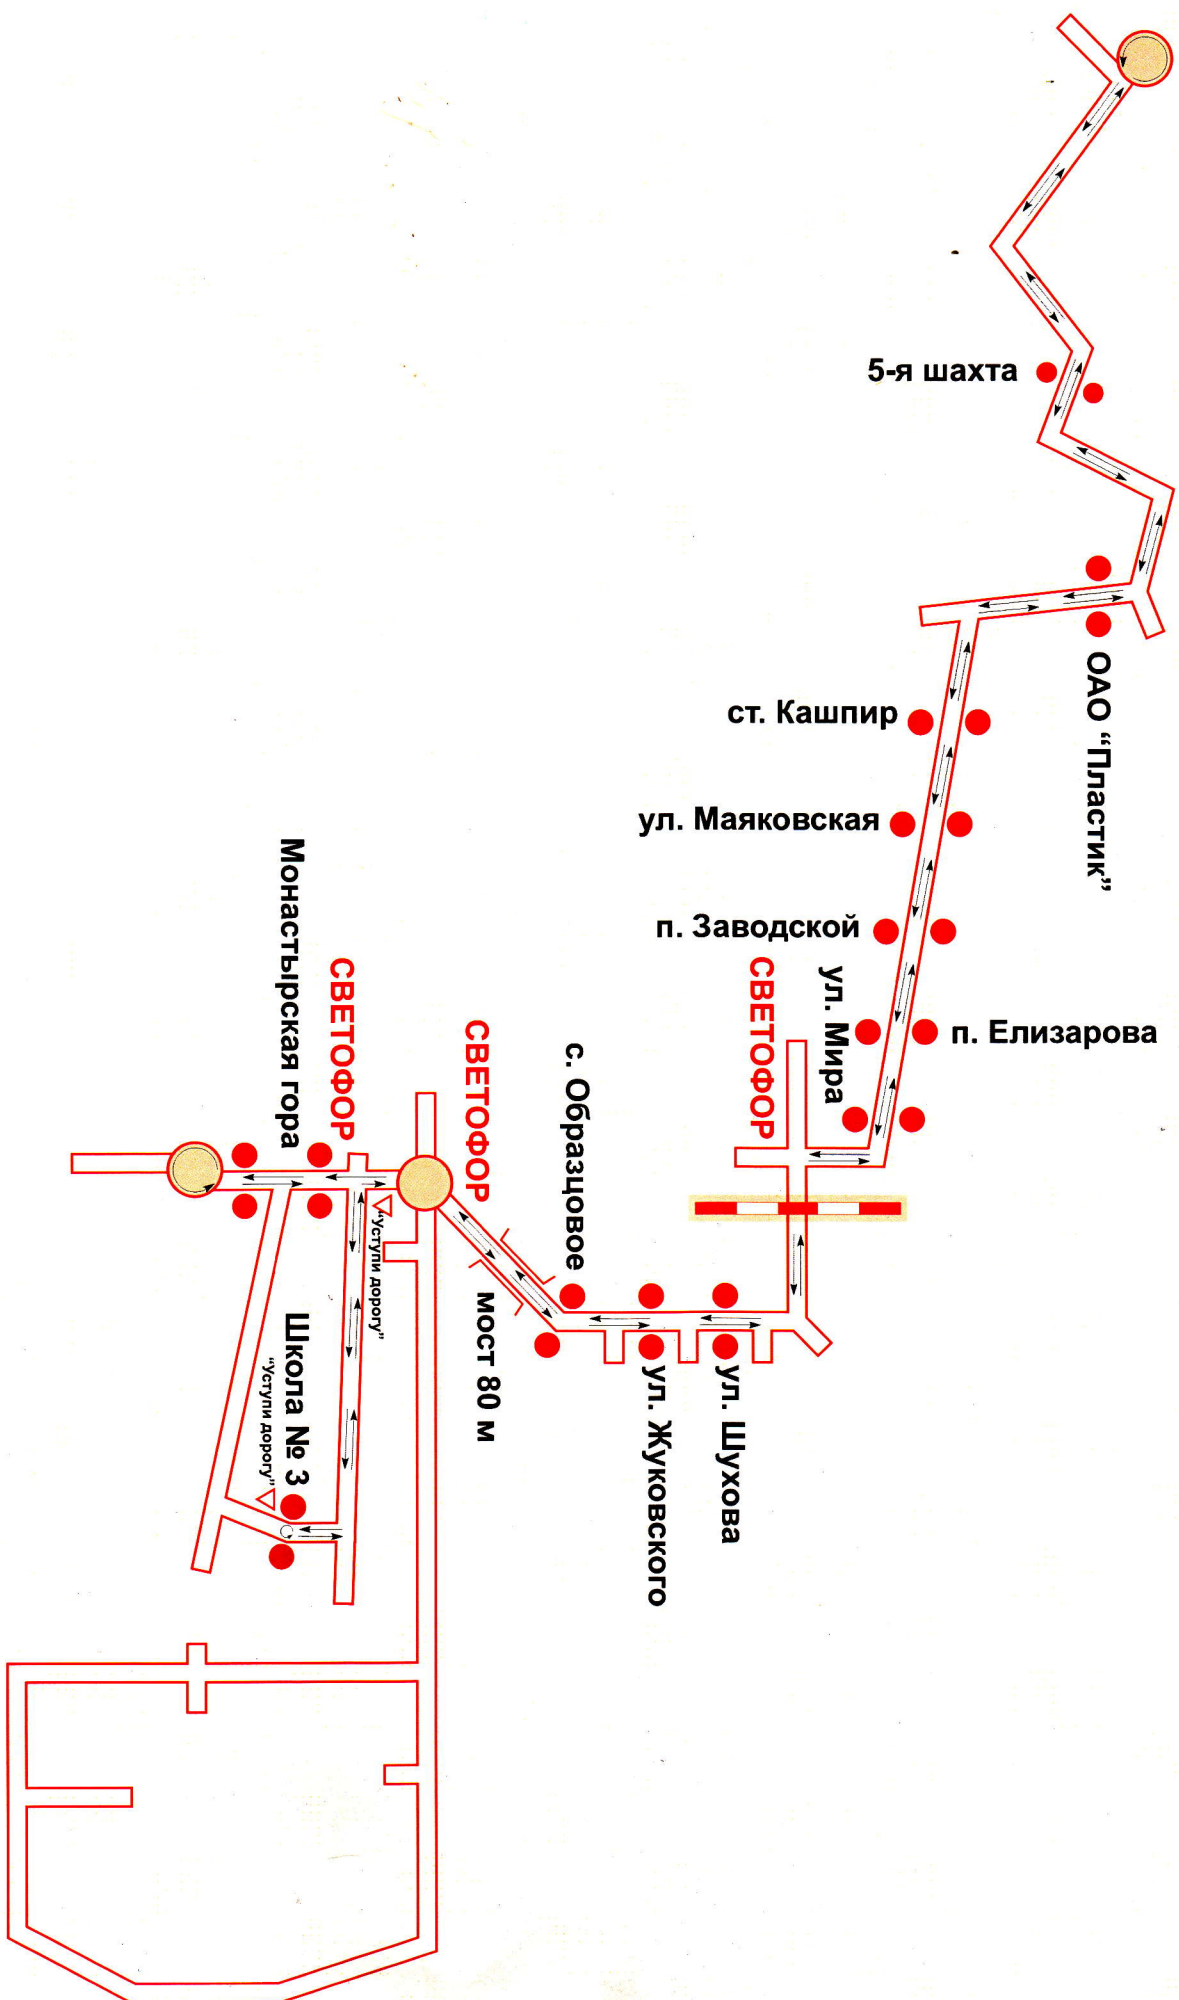 5-я шахта
ОАО “Пластик”
ст. Кашпир
ул. Маяковская
п. Заводской
п. Елизарова
ул. Мира
СВЕТОФОР
с. Образцовое
СВЕТОФОР
СВЕТОФОР
Монастырская гора
“Уступи дорогу”
мост 80 м
ул. Шухова
ул. Жуковского
Школа № 3
“Уступи дорогу”